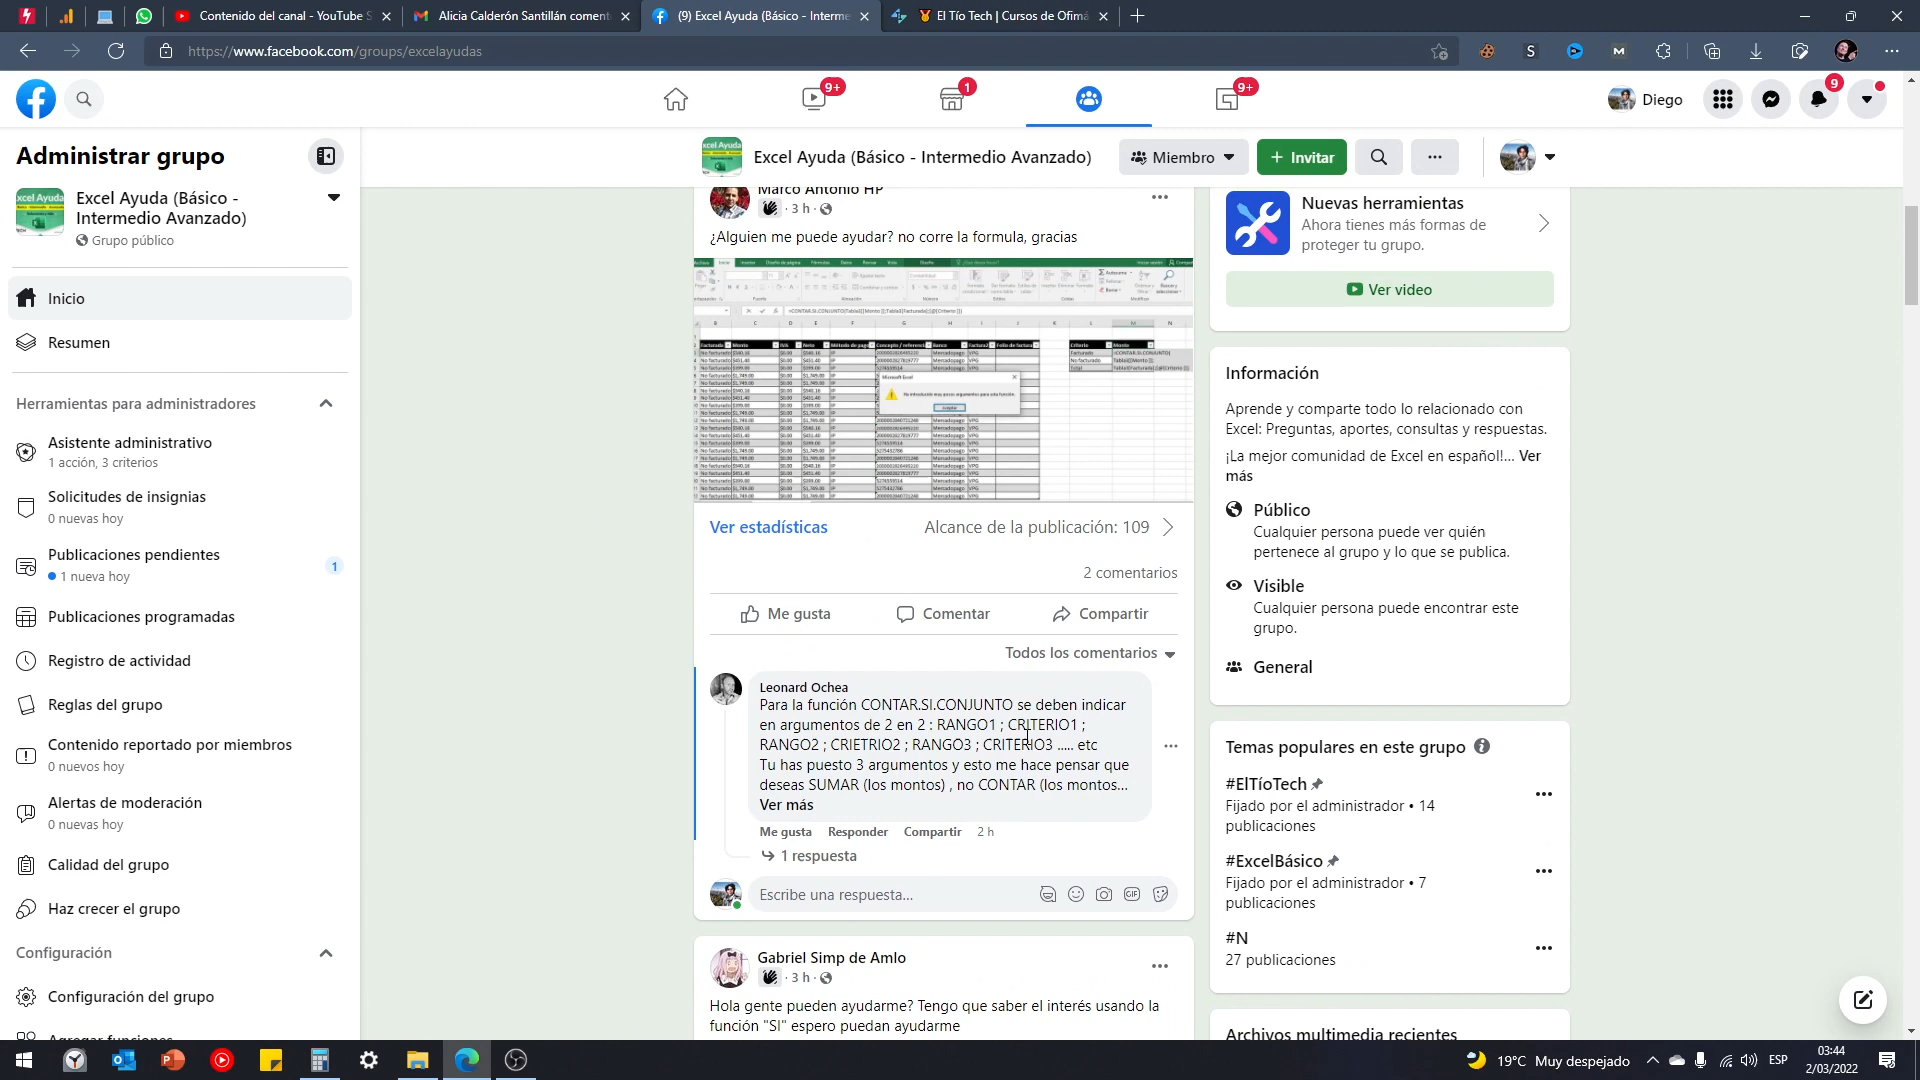 Contenido del canal - YouTube S
Alicia Calderón Santillán coment
(9) Excel Ayuda (Básico - Interme
El Tío Tech | Cursos de Ofimá
https://www.facebook.com/groups/excelayudas
9+
1
9+
Diego
9
Administrar grupo
Excel Ayuda (Básico -
Intermedio Avanzado)
Grupo público
Inicio
Resumen
Herramientas para administradores
Asistente administrativo
1 acción, 3 criterios
Solicitudes de insignias
0 nuevas hoy
Publicaciones pendientes
1 nueva hoy
1
Publicaciones programadas
Registro de actividad
Reglas del grupo
Contenido reportado por miembros
0 nuevos hoy
Alertas de moderación
0 nuevas hoy
Calidad del grupo
Haz crecer el grupo
Configuración
Configuración del grupo
Agregar funciones
Excel Ayuda (Básico - Intermedio Avanzado)
Miembro
+ Invitar
Marco Antonio HP
· 3 h ·
¿Alguien me puede ayudar? no corre la formula, gracias
Ver estadísticas
Alcance de la publicación: 109
2 comentarios
Me gusta
Comentar
Compartir
Todos los comentarios
Leonard Ochea
Para la función CONTAR.SI.CONJUNTO se deben indicar
en argumentos de 2 en 2 : RANGO1 ; CRITERIO1 ;
RANGO2 ; CRIETRIO2 ; RANGO3 ; CRITERIO3 ..... etc
Tu has puesto 3 argumentos y esto me hace pensar que
deseas SUMAR (los montos) , no CONTAR (los montos...
Ver más
Me gusta Responder Compartir 2 h
1 respuesta
Escribe una respuesta...
GIF
Gabriel Simp de Amlo
· 3 h ·
Hola gente pueden ayudarme? Tengo que saber el interés usando la
función "SI" espero puedan ayudarme
Nuevas herramientas
Ahora tienes más formas de
proteger tu grupo.
Ver video
Información
Aprende y comparte todo lo relacionado con
Excel: Preguntas, aportes, consultas y respuestas.
¡La mejor comunidad de Excel en español!... Ver
más
Público
Cualquier persona puede ver quién
pertenece al grupo y lo que se publica.
Visible
Cualquier persona puede encontrar este
grupo.
General
Temas populares en este grupo
#ElTíoTech
Fijado por el administrador • 14
publicaciones
#ExcelBásico
Fijado por el administrador • 7
publicaciones
#N
27 publicaciones
Archivos multimedia recientes
19°C Muy despejado
ESP
03:44
2/03/2022